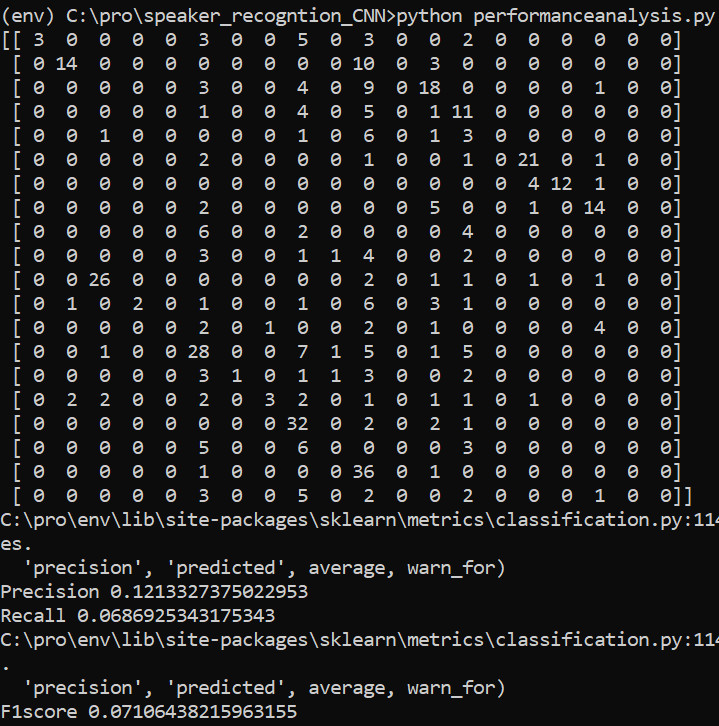 (env) C:\pro\speaker_recogntion_CNN>python performanceanalysis.py
[[ 3 0 0 0 0 3 0 0 5 0 3 0 0 2 0 0 0 0 0 0]
[ 0 14 0 0 0 0 0 0 0 0 10 0 3 0 0 0 0 0 0 0]
[ 0 0 0 0 0 3 0 0 4 0 9 0 18 0 0 0 0 1 0 0]
[ 0 0 0 0 0 1 0 0 4 0 5 0 1 11 0 0 0 0 0 0]
[ 0 0 1 0 0 0 0 0 1 0 6 0 1 3 0 0 0 0 0 0]
[ 0 0 0 0 0 2 0 0 0 0 1 0 0 1 0 21 0 1 0 0]
[ 0 0 0 0 0 0 0 0 0 0 0 0 0 0 0 4 12 1 0 0]
[ 0 0 0 0 0 2 0 0 0 0 0 0 5 0 0 1 0 14 0 0]
[ 0 0 0 0 0 6 0 0 2 0 0 0 0 4 0 0 0 0 0 0]
[ 0 0 0 0 0 3 0 0 1 1 4 0 0 2 0 0 0 0 0 0]
[ 0 0 26 0 0 0 0 0 0 0 2 0 1 1 0 1 0 1 0 0]
[ 0 1 0 2 0 1 0 0 1 0 6 0 3 1 0 0 0 0 0 0]
[ 0 0 0 0 0 2 0 1 0 0 2 0 1 0 0 0 0 4 0 0]
[ 0 0 1 0 0 28 0 0 7 1 5 0 1 5 0 0 0 0 0 0]
[ 0 0 0 0 0 3 1 0 1 1 3 0 0 2 0 0 0 0 0 0]
[ 0 2 2 0 0 2 0 3 2 0 1 0 1 1 0 1 0 0 0 0]
[ 0 0 0 0 0 0 0 0 32 0 2 0 2 1 0 0 0 0 0 0]
[ 0 0 0 0 0 5 0 0 6 0 0 0 0 3 0 0 0 0 0 0]
[ 0 0 0 0 0 1 0 0 0 0 36 0 1 0 0 0 0 0 0 0]
[ 0 0 0 0 0 3 0 0 5 0 2 0 0 2 0 0 0 1 0 0]]
C:\pro\env\lib\site-packages\sklearn\metrics\classification.py:114
es.
'precision', 'predicted', average, warn_for)
Precision 0.1213327375022953
Recall 0.0686925434317​5343
C:\pro\env\lib\site-packages\sklearn\metrics\classification.py:114
.
'precision', 'predicted', average, warn_for)
F1score 0.07106438215963155